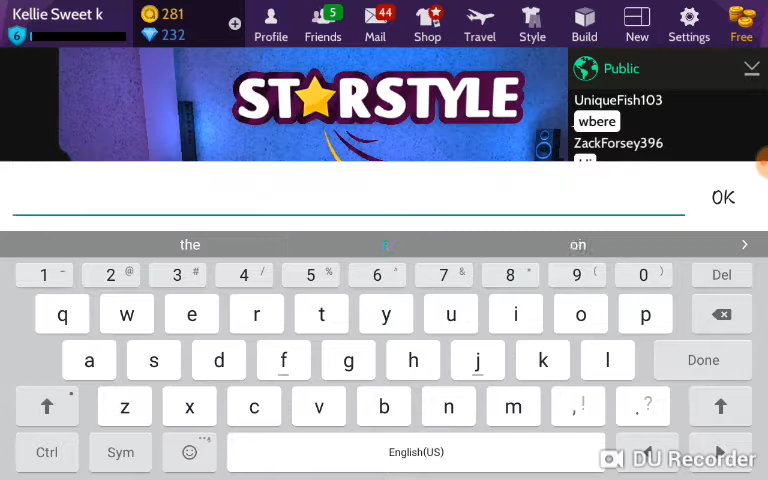 Kellie Sweet k
6
281
232
Profile
5
Friends
44
Mail
Shop
Travel
Style
Build
New
Settings
Free
STARSTYLE
Public
UniqueFish103
wbere
ZackForsey396
OK
the
on
1 -
2 @
3 #
4 /
5 %
6 ^
7 &
8 *
9 (
0 )
Del
q w e r t y u i o p
a s d f g h j k l
Done
z x c v b n m , ! . ?
Ctrl
Sym
English(US)
DU Recorder